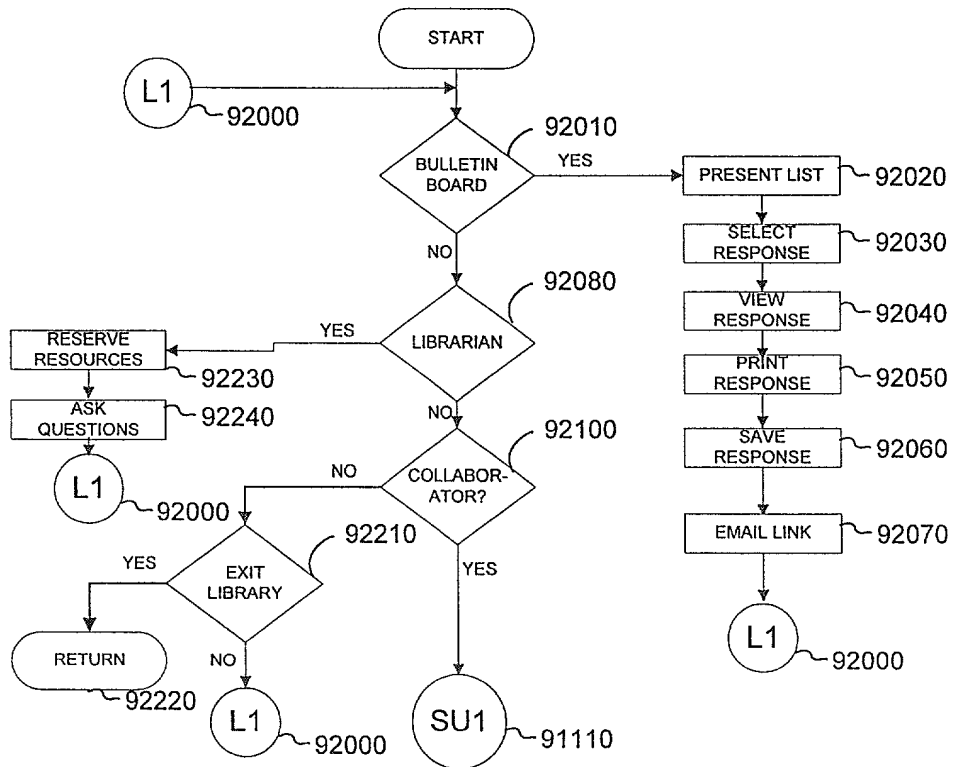 START
L1
92000
92010
BULLETIN
BOARD
YES
PRESENT LIST
92020
NO
SELECT
RESPONSE
92030
92080
VIEW
RESPONSE
92040
YES
LIBRARIAN
RESERVE
RESOURCES
92230
PRINT
RESPONSE
92050
NO
ASK
QUESTIONS
92240
92100
SAVE
RESPONSE
92060
NO
COLLABOR-
ATOR?
L1
92000
92210
EMAIL LINK
92070
YES
EXIT
LIBRARY
YES
RETURN
92220
NO
L1
92000
SU1
91110
L1
92000